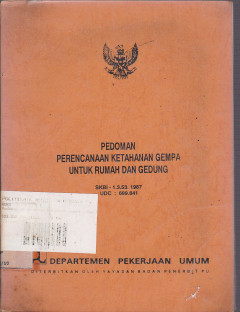 PEDOMAN
PERENCANAAN KETAHANAN GEMPA
UNTUK RUMAH DAN GEDUNG
SKBI - 1.3.53. 1987
UDC : 699.841
DEPARTEMEN PEKERJAAN UMUM
DITERBITKAN OLEH YAYASAN BADAN PENERBIT PU